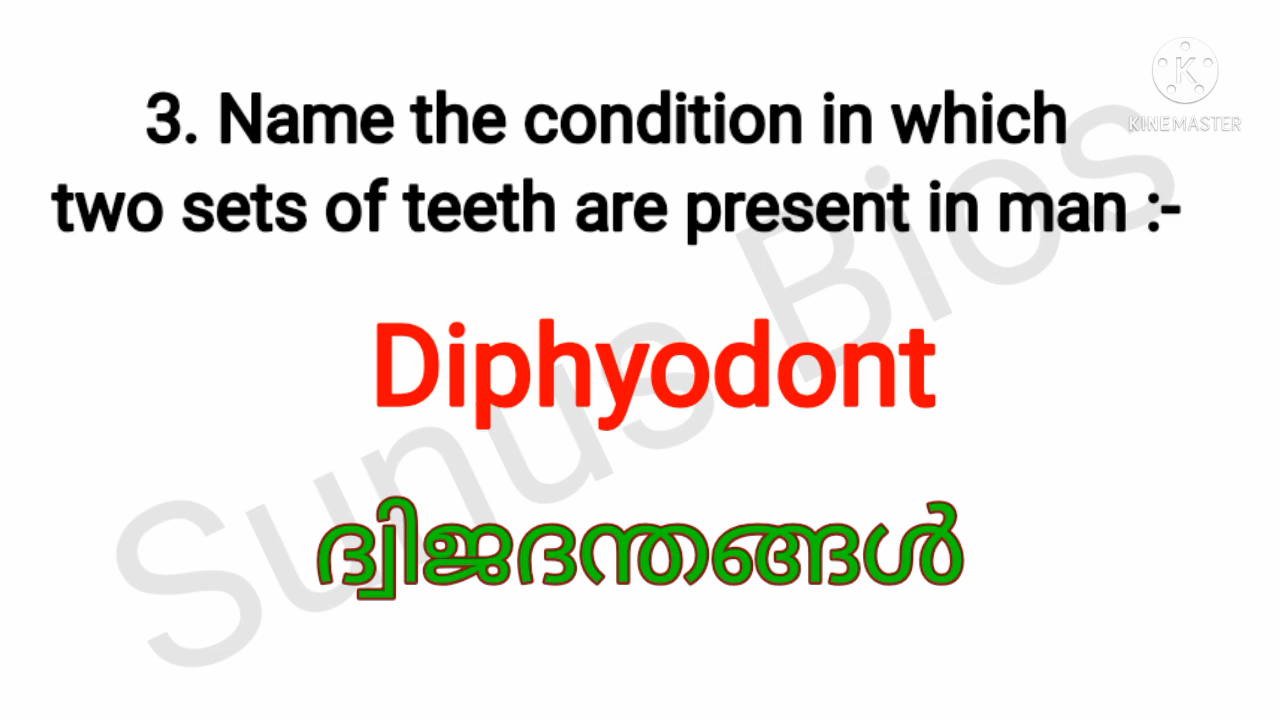 KINEMASTER
3. Name the condition in which
two sets of teeth are present in man :-
Diphyodont
ദ്വിജദന്തങ്ങൾ
Sunus Bios